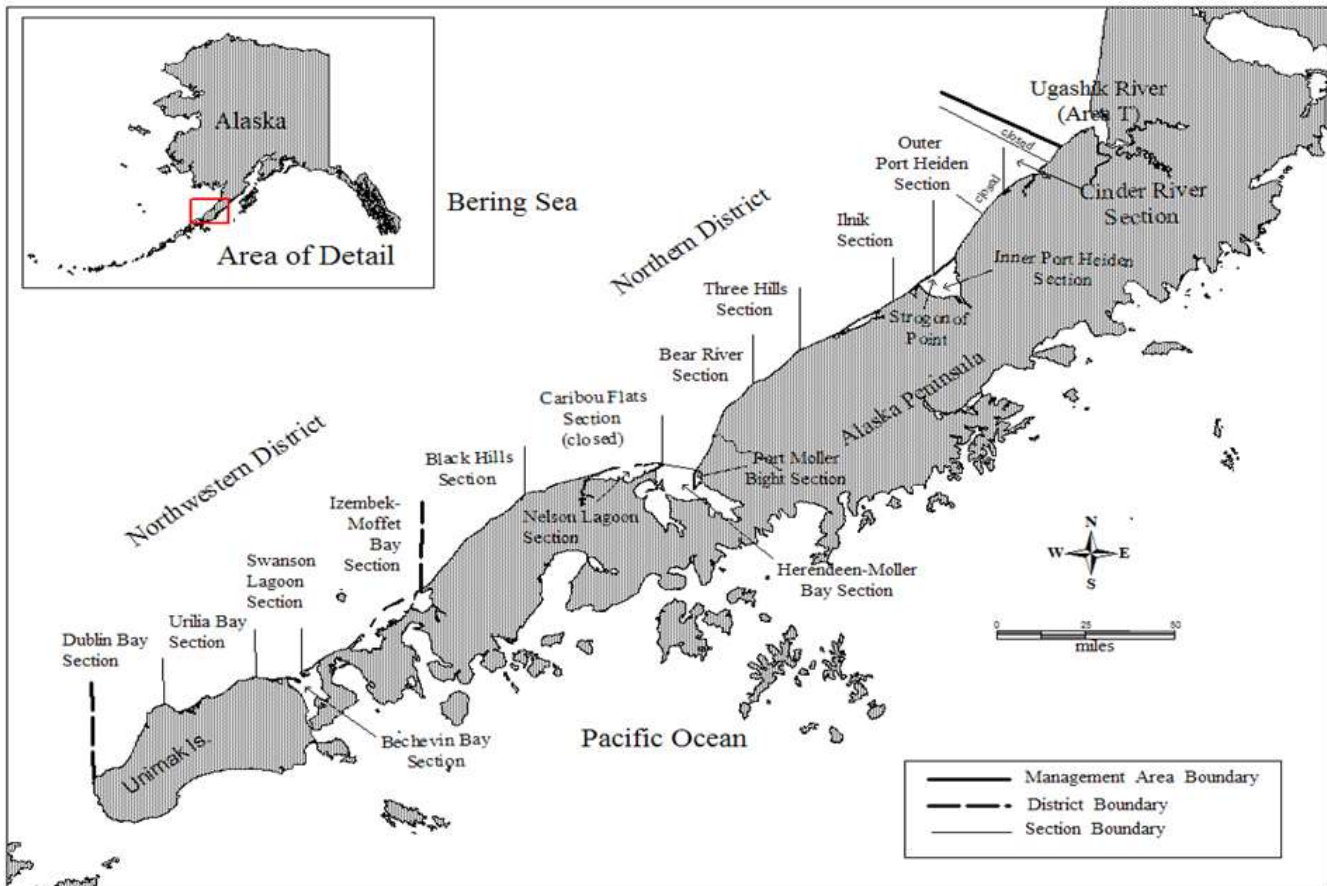 Alaska
Area of Detail
Bering Sea
Ugashik River
(Area T)
closed
Outer
Port Heiden
Section
closed
Cinder River
Section
Northern District
Ilnik
Section
Inner Port Heiden
Section
Three Hills
Section
Strogonof
Point
Bear River
Section
Alaska Peninsula
Caribou Flats
Section
(closed)
Northwestern District
Black Hills
Section
Port Moller
Bight Section
Izembek-
Moffet
Bay
Section
Nelson Lagoon
Section
N
W
E
S
Swanson
Lagoon
Section
Herendeen-Moller
Bay Section
Urilia Bay
Section
Dublin Bay
Section
0
25
50
miles
Bechevin Bay
Section
Pacific Ocean
Unimak Is.
Management Area Boundary
District Boundary
Section Boundary